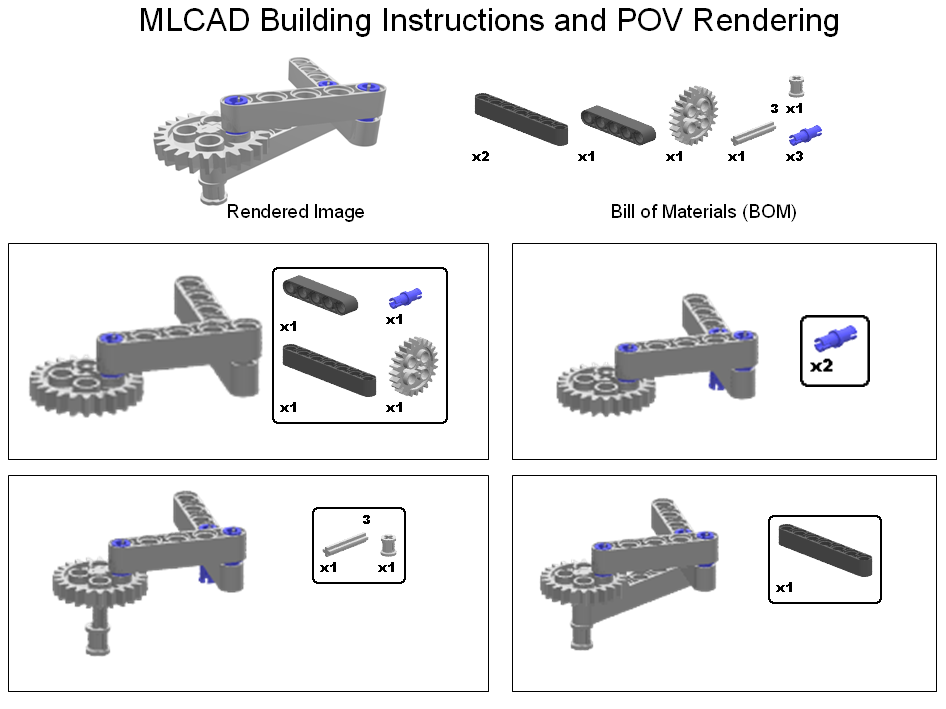 MLCAD Building Instructions and POV Rendering
3 x1
x2 x1 x1 x1 x3
Rendered Image
Bill of Materials (BOM)
x1 x1
x1 x1
x2
3
x1 x1
x1